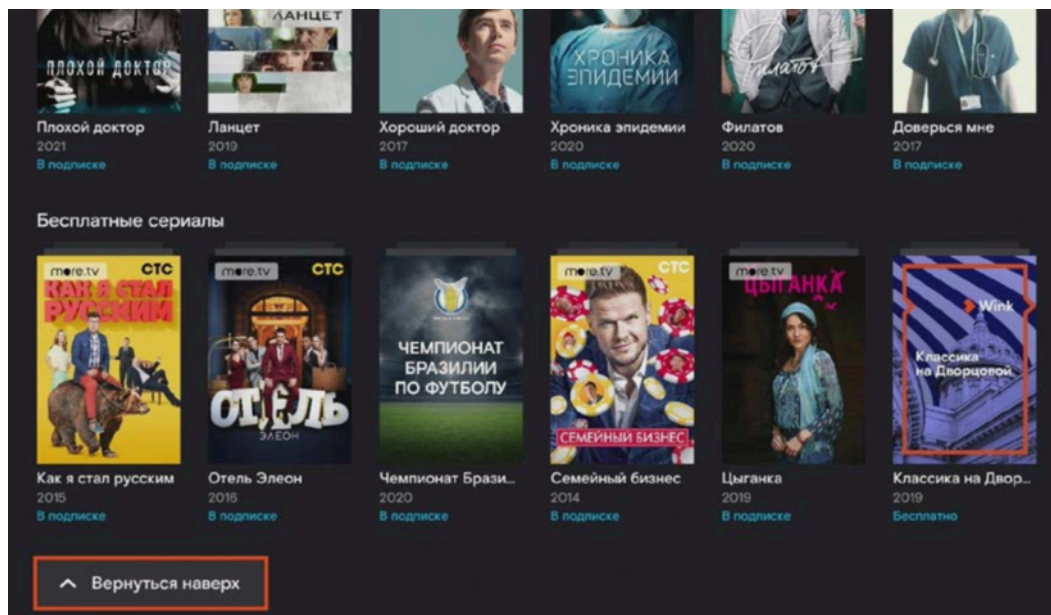 ПЛОХОЙ ДОКТОР
ЛАНЦЕТ
ХРОНИКА
ЭПИДЕМИИ
Филатов
Плохой доктор
Ланцет
Хороший доктор
Хроника эпидемии
Филатов
Доверься мне
2021
2019
2017
2020
2020
2017
В подписке
В подписке
В подписке
В подписке
В подписке
В подписке
Бесплатные сериалы
more.tv СТС
КАК Я СТАЛ
РУССКИМ
more.tv СТС
ОТЕЛЬ
ЭЛЕОН
ЧЕМПИОНАТ
БРАЗИЛИИ
ПО ФУТБОЛУ
more.tv СТС
СЕМЕЙНЫЙ БИЗНЕС
more.tv
ЦЫГАНКА
Wink
Классика
на Дворцовой
Как я стал русским
Отель Элеон
Чемпионат Брази...
Семейный бизнес
Цыганка
Классика на Двор...
2015
2016
2020
2014
2019
2019
В подписке
В подписке
В подписке
В подписке
В подписке
Бесплатно
Вернуться наверх